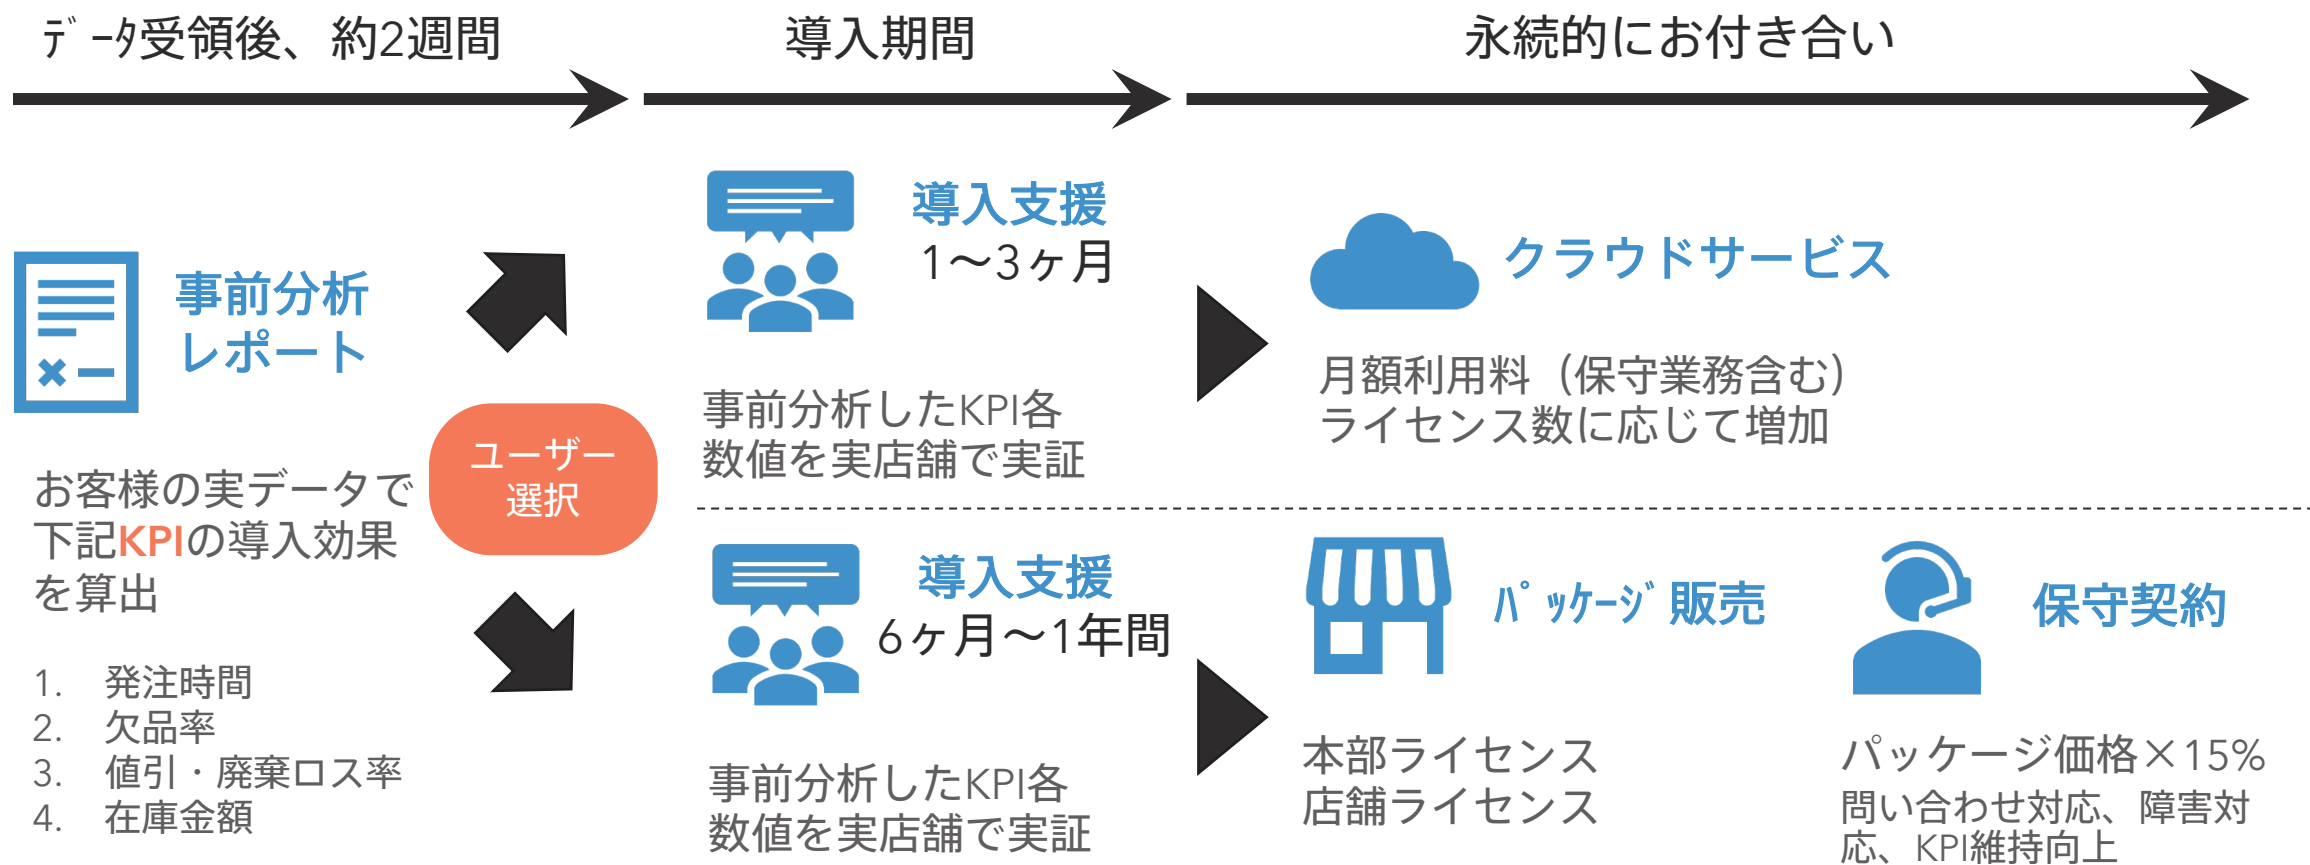 ﾃﾞｰﾀ受領後、約2週間
導入期間
永続的にお付き合い
事前分析
レポート
お客様の実データで
下記KPIの導入効果
を算出
1. 発注時間
2. 欠品率
3. 値引・廃棄ロス率
4. 在庫金額
ユーザー
選択
導入支援
1〜3ヶ月
事前分析したKPI各
数値を実店舗で実証
クラウドサービス
月額利用料（保守業務含む）
ライセンス数に応じて増加
導入支援
6ヶ月〜1年間
事前分析したKPI各
数値を実店舗で実証
ﾊﾟｯｹｰｼﾞ販売
本部ライセンス
店舗ライセンス
保守契約
パッケージ価格×15%
問い合わせ対応、障害対
応、KPI維持向上